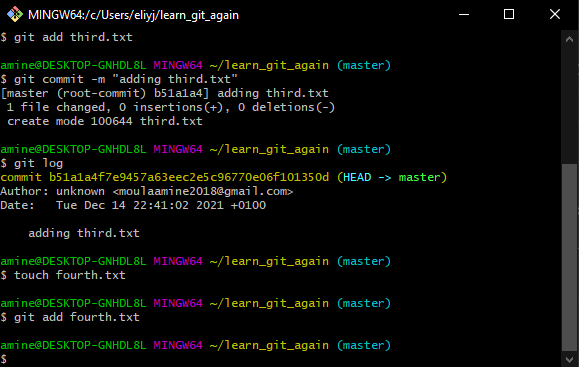 MINGW64:/c/Users/eliyj/learn_git_again
$ git add third.txt
amine@DESKTOP-GNHDL8L MINGW64 ~/learn_git_again (master)
$ git commit -m "adding third.txt"
[master (root-commit) b51a1a4] adding third.txt
 1 file changed, 0 insertions(+), 0 deletions(-)
 create mode 100644 third.txt
amine@DESKTOP-GNHDL8L MINGW64 ~/learn_git_again (master)
$ git log
commit b51a1a4f7e9457a63eec2e5c96770e06f101350d (HEAD -> master)
Author: unknown <moulaamine2018@gmail.com>
Date:   Tue Dec 14 22:41:02 2021 +0100
    adding third.txt
amine@DESKTOP-GNHDL8L MINGW64 ~/learn_git_again (master)
$ touch fourth.txt
amine@DESKTOP-GNHDL8L MINGW64 ~/learn_git_again (master)
$ git add fourth.txt
amine@DESKTOP-GNHDL8L MINGW64 ~/learn_git_again (master)
$